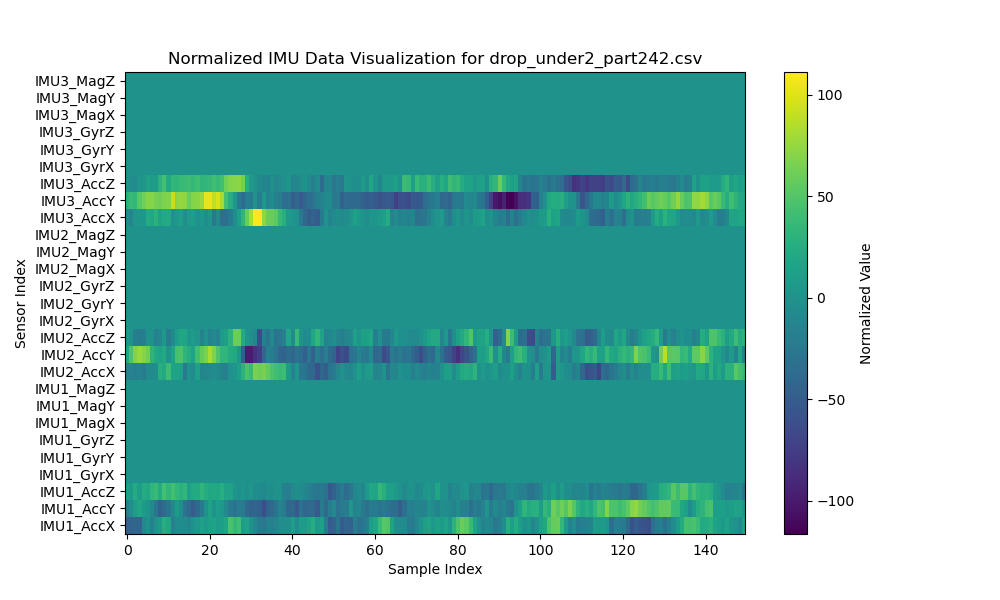 Normalized IMU Data Visualization for drop_under2_part242.csv
Sensor Index
IMU3_MagZ
IMU3_MagY
IMU3_MagX
IMU3_GyrZ
IMU3_GyrY
IMU3_GyrX
IMU3_AccZ
IMU3_AccY
IMU3_AccX
IMU2_MagZ
IMU2_MagY
IMU2_MagX
IMU2_GyrZ
IMU2_GyrY
IMU2_GyrX
IMU2_AccZ
IMU2_AccY
IMU2_AccX
IMU1_MagZ
IMU1_MagY
IMU1_MagX
IMU1_GyrZ
IMU1_GyrY
IMU1_GyrX
IMU1_AccZ
IMU1_AccY
IMU1_AccX
0 20 40 60 80 100 120 140
Sample Index
100
50
0
−50
−100
Normalized Value